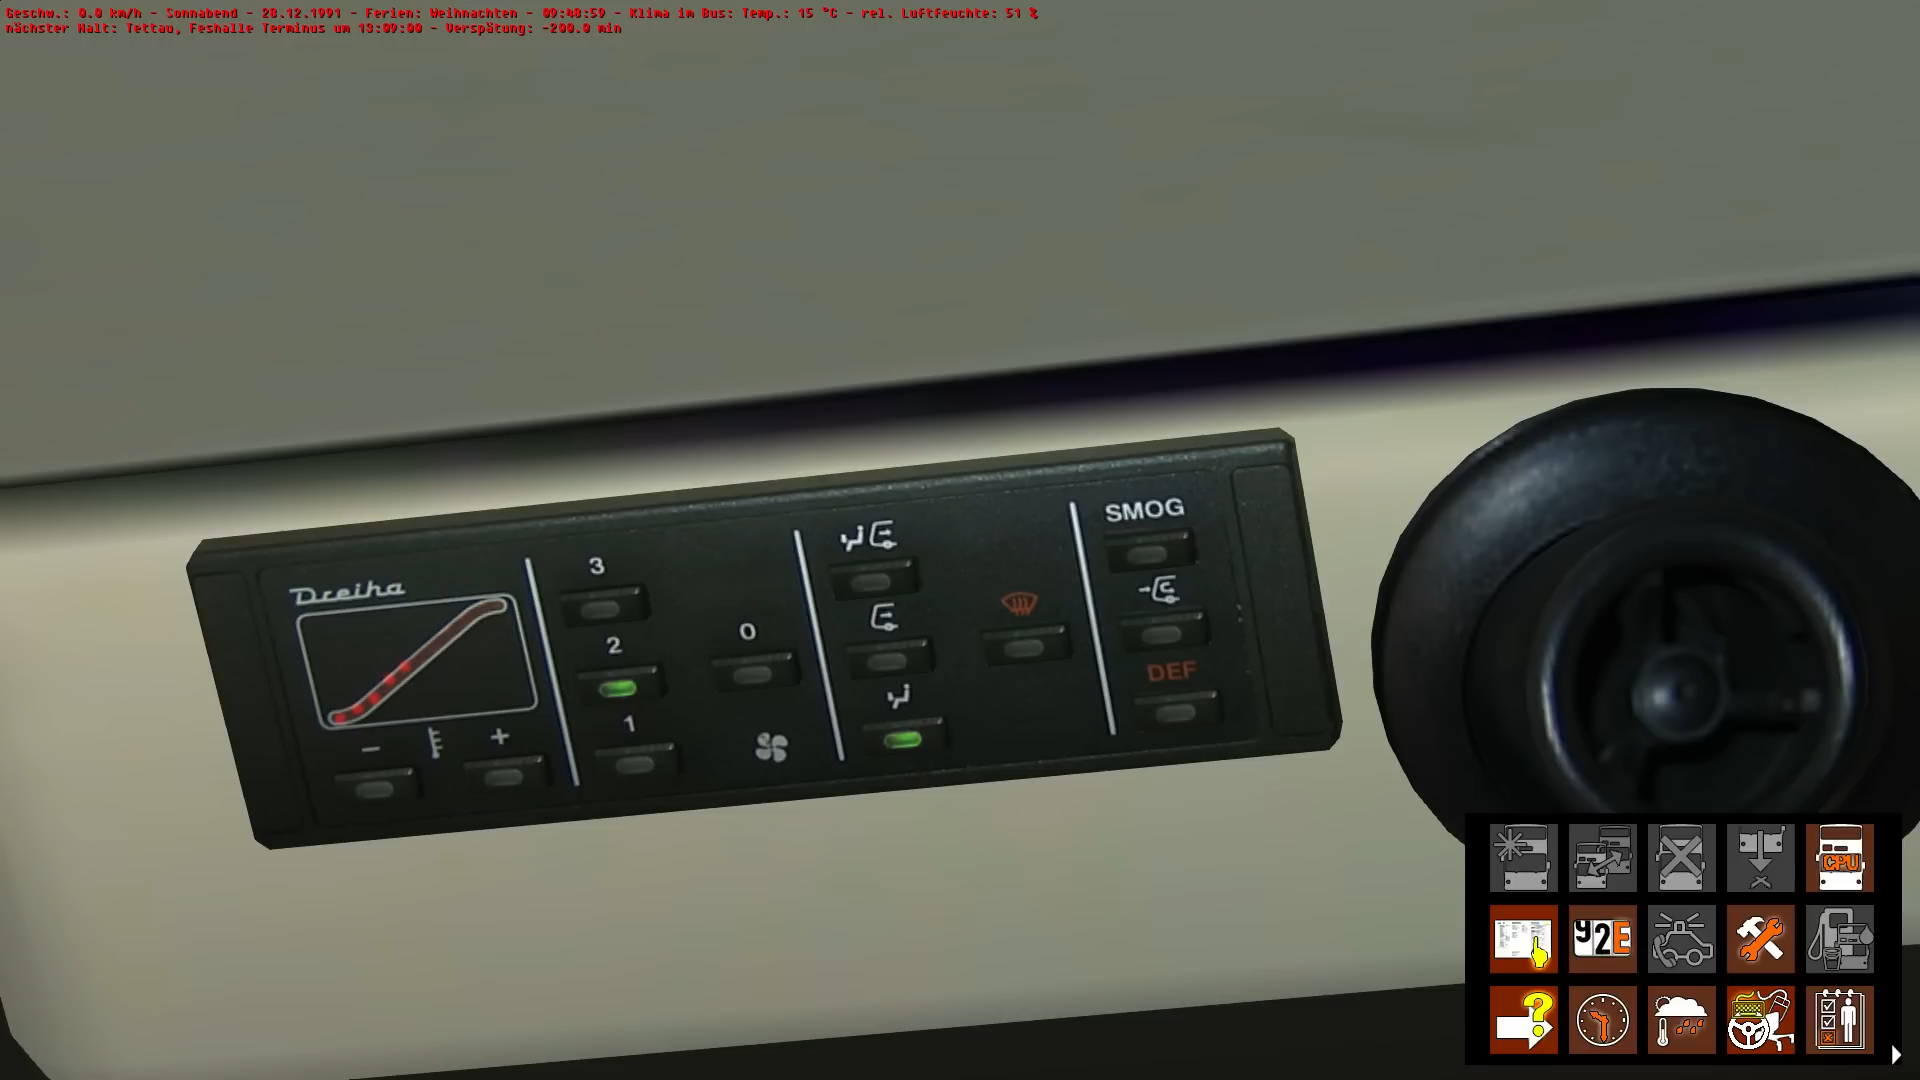 Geschw.: 0.0 km/h - Sonnabend - 28.12.1991 - Ferien: Weihnachten - 09:48:59 - Klima im Bus: Temp.: 15 °C - rel. Luftfeuchte: 51 %
nächster Halt: Tettau, Feshalle Terminus um 13:09:00 - Verspätung: -200.0 min
SMOG
3
Dreiha
0
2
DEF
1
- +
CPU
92E
?